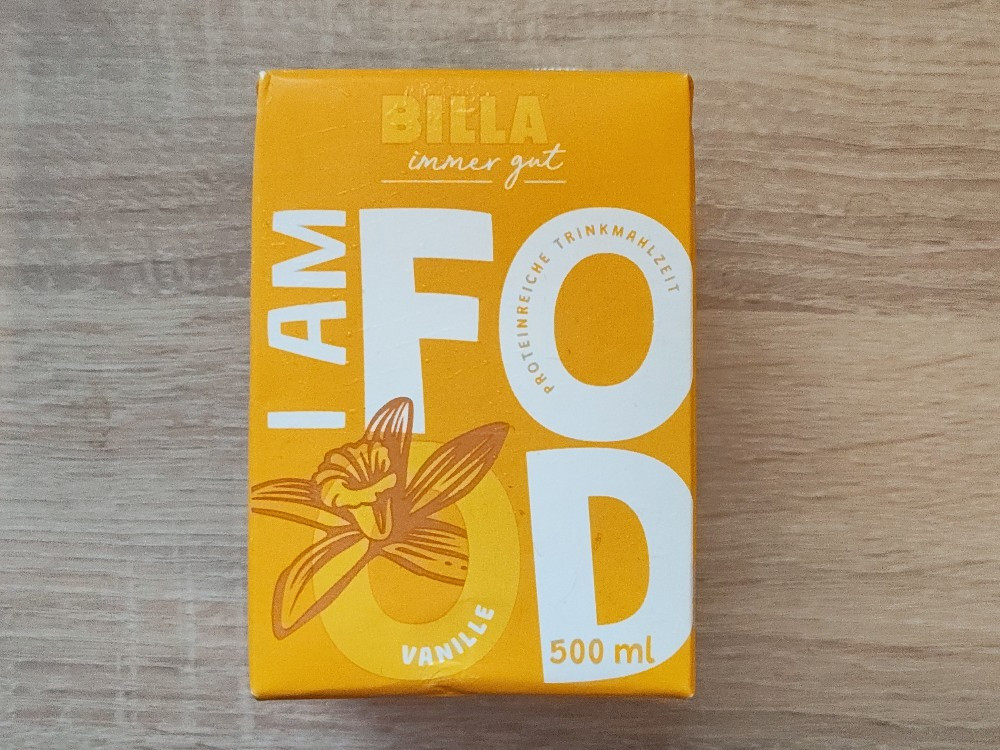 BILLA
immer gut
I AM
FOOD
PROTEINREICHE TRINKMAHLZEIT
VANILLE
500 ml